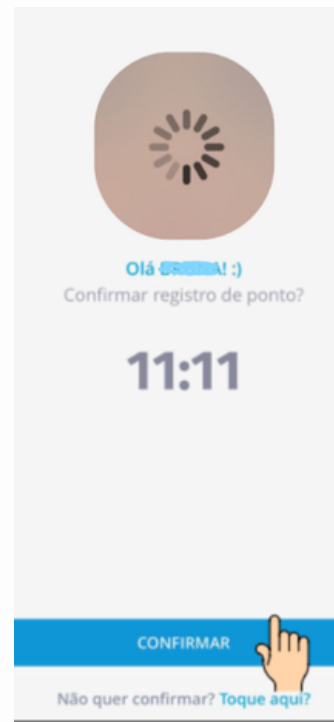 Olá! :)
Confirmar registro de ponto?
11:11
CONFIRMAR
Não quer confirmar? Toque aqui?